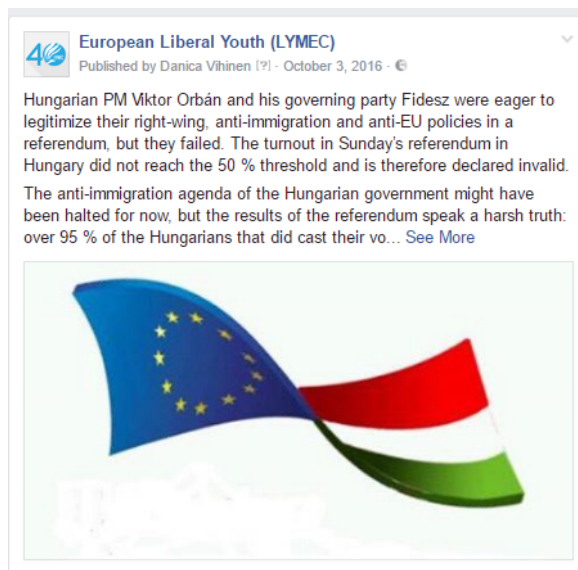 40
European Liberal Youth (LYMEC)
Published by Danica Vihinen [?] · October 3, 2016 ·
Hungarian PM Viktor Orbán and his governing party Fidesz were eager to
legitimize their right-wing, anti-immigration and anti-EU policies in a
referendum, but they failed. The turnout in Sunday's referendum in
Hungary did not reach the 50 % threshold and is therefore declared invalid.
The anti-immigration agenda of the Hungarian government might have
been halted for now, but the results of the referendum speak a harsh truth:
over 95 % of the Hungarians that did cast their vo... See More